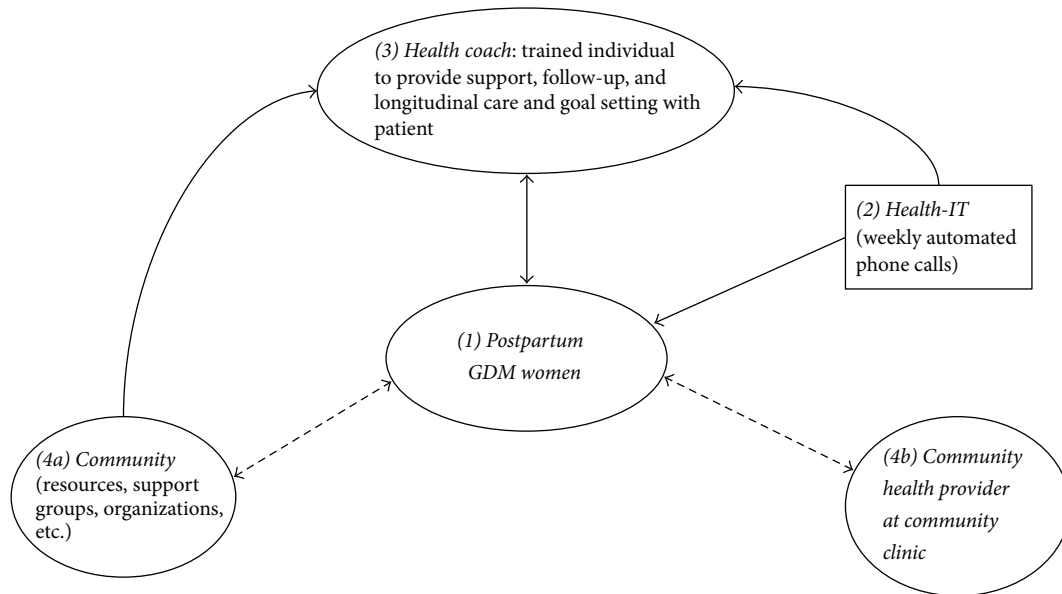 (3) Health coach: trained individual
to provide support, follow-up, and
longitudinal care and goal setting with
patient
(2) Health-IT
(weekly automated
phone calls)
(1) Postpartum
GDM women
(4a) Community
(resources, support
groups, organizations,
etc.)
(4b) Community
health provider
at community
clinic